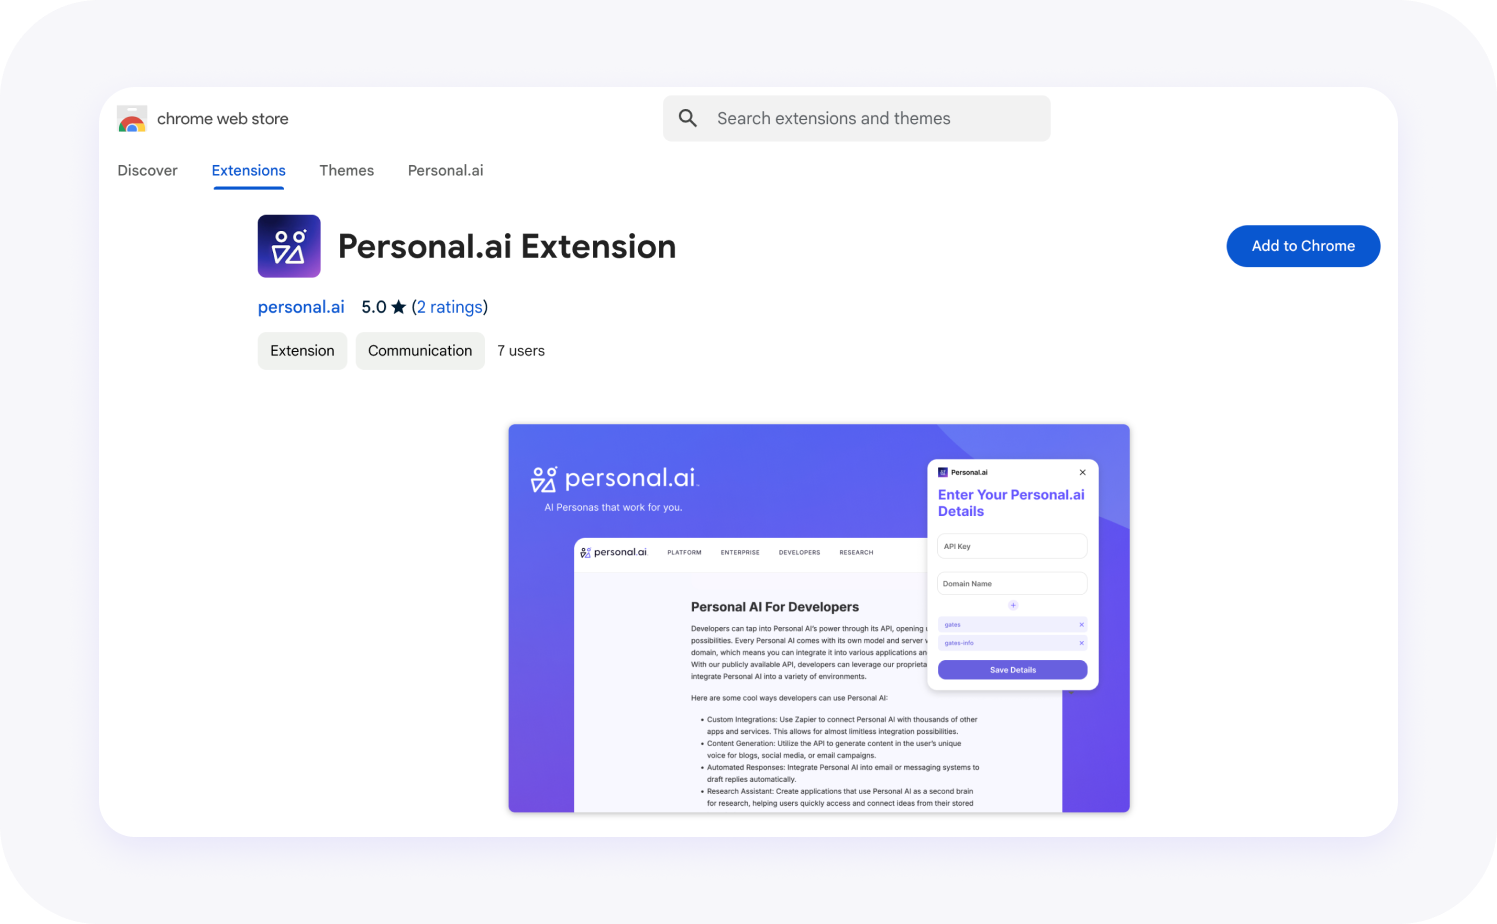 chrome web store
Search extensions and themes
Discover
Extensions
Themes
Personal.ai
Personal.ai Extension
Add to Chrome
personal.ai 5.0 ★ (2 ratings)
Extension
Communication
7 users
personal.ai
AI Personas that work for you.
personal.ai
PLATFORM
ENTERPRISE
DEVELOPERS
RESEARCH
Personal AI For Developers
Developers can tap into Personal AI's power through its API, opening
possibilities. Every Personal AI comes with its own model and server
domain, which means you can integrate it into various applications
With our publicly available API, developers can leverage our
integrate Personal AI into a variety of environments.
Here are some cool ways developers can use Personal AI:
• Custom Integrations: Use Zapier to connect Personal AI with thousands of other
apps and services. This allows for almost limitless integration possibilities.
• Content Generation: Utilize the API to generate content in the user's unique
voice for blogs, social media, or email campaigns.
• Automated Responses: Integrate Personal AI into email or messaging systems to
draft replies automatically.
• Research Assistant: Create applications that use Personal AI as a second brain
for research, helping users quickly access and connect ideas from their stored
Personal.ai
Enter Your Personal.ai
Details
API Key
Domain Name
+
gates
gates-info
Save Details